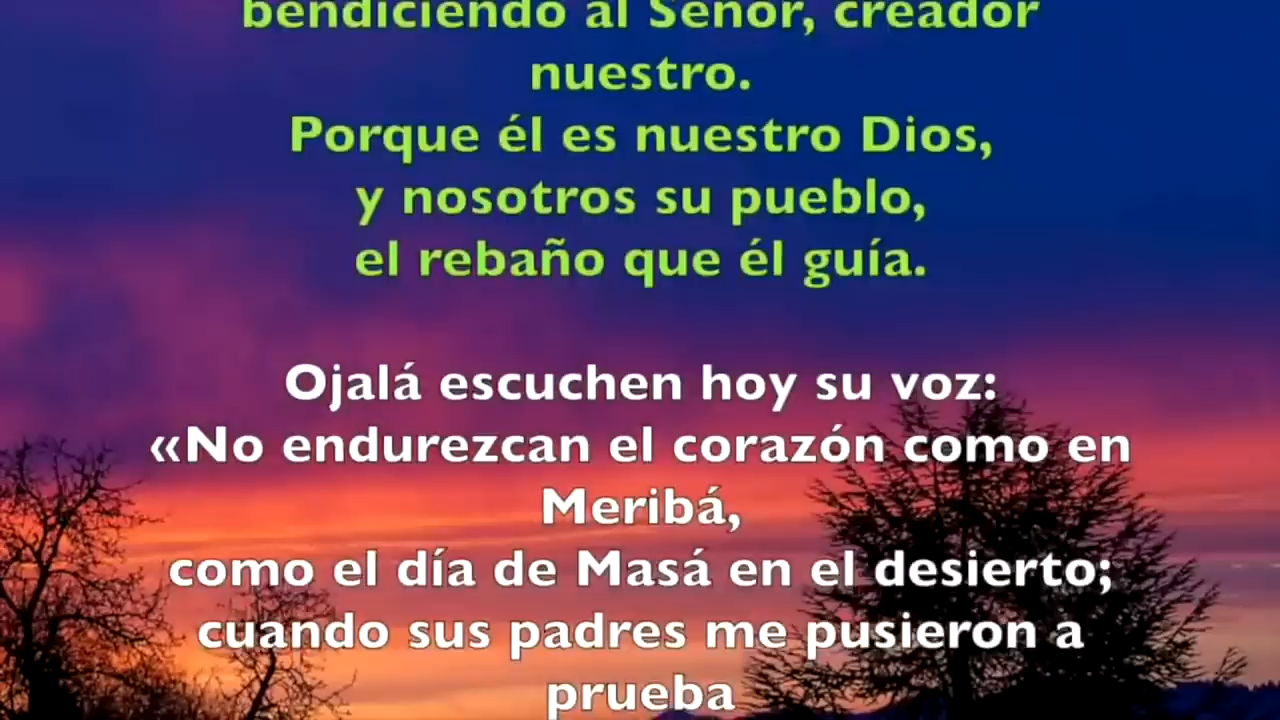 bendiciendo al Señor, creador
nuestro.
Porque él es nuestro Dios,
y nosotros su pueblo,
el rebaño que él guía.
Ojalá escuchen hoy su voz:
«No endurezcan el corazón como en
Meribá,
como el día de Masá en el desierto;
cuando sus padres me pusieron a
prueba